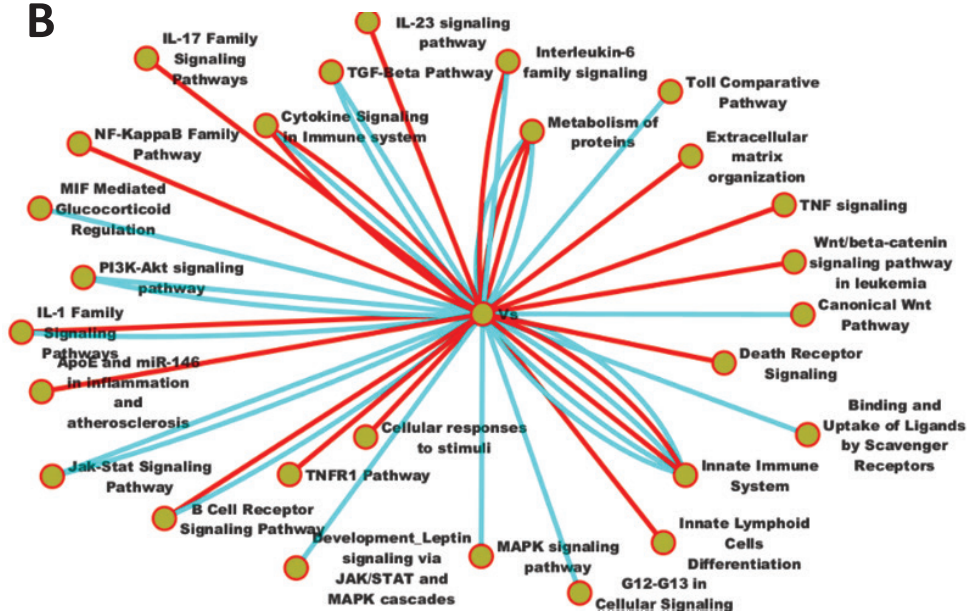 B
IL-17 Family
Signaling
Pathways
IL-23 signaling
pathway
TGF-Beta Pathway
Interleukin-6
family signaling
Toll Comparative
Pathway
Cytokine Signaling
in Immune system
Metabolism of
proteins
NF-KappaB Family
Pathway
Extracellular
matrix
organization
MIF Mediated
Glucocorticoid
Regulation
TNF signaling
PI3K-Akt signaling
pathway
Wnt/beta-catenin
signaling pathway
in leukemia
IL-1 Family
Signaling
Pathways
Vs
Canonical Wnt
Pathway
ApoE and miR-146
in inflammation
and
atherosclerosis
Death Receptor
Signaling
Binding and
Uptake of Ligands
by Scavenger
Receptors
Cellular responses
to stimuli
Jak-Stat Signaling
Pathway
TNFR1 Pathway
Innate Immune
System
B Cell Receptor
Signaling Pathway
Development_Leptin
signaling via
JAK/STAT and
MAPK cascades
MAPK signaling
pathway
Innate Lymphoid
Cells
Differentiation
G12-G13 in
Cellular Signaling